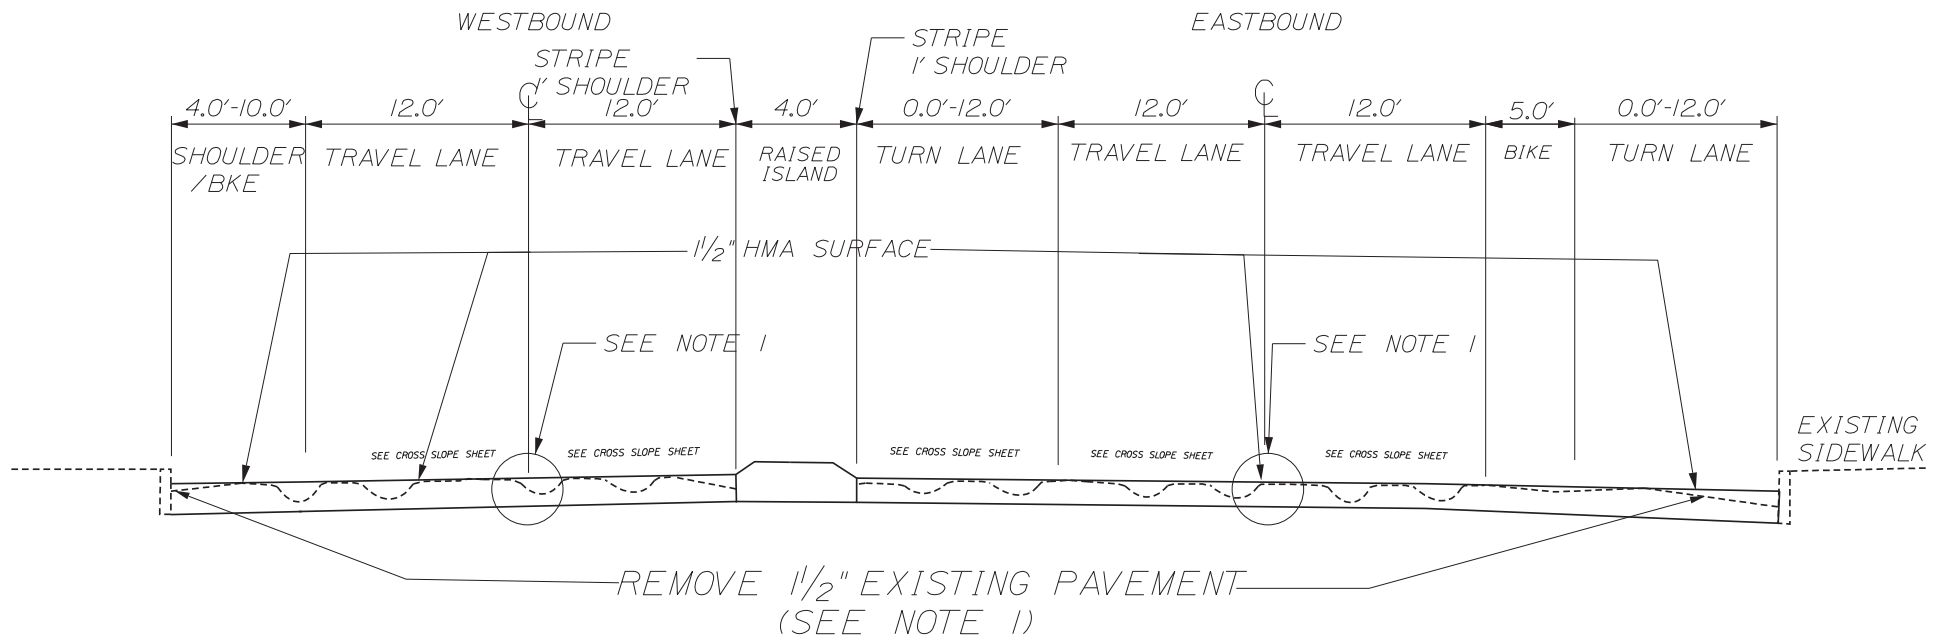 WESTBOUND
EASTBOUND
STRIPE
1' SHOULDER
STRIPE
1' SHOULDER
4.0'-10.0'
12.0'
℄
12.0'
4.0'
0.0'-12.0'
12.0'
℄
12.0'
5.0'
0.0'-12.0'
SHOULDER
/BKE
TRAVEL LANE
TRAVEL LANE
RAISED
ISLAND
TURN LANE
TRAVEL LANE
TRAVEL LANE
BIKE
TURN LANE
1 1/2" HMA SURFACE
SEE NOTE 1
SEE NOTE 1
EXISTING
SIDEWALK
SEE CROSS SLOPE SHEET
SEE CROSS SLOPE SHEET
SEE CROSS SLOPE SHEET
SEE CROSS SLOPE SHEET
SEE CROSS SLOPE SHEET
REMOVE 1 1/2" EXISTING PAVEMENT
(SEE NOTE 1)